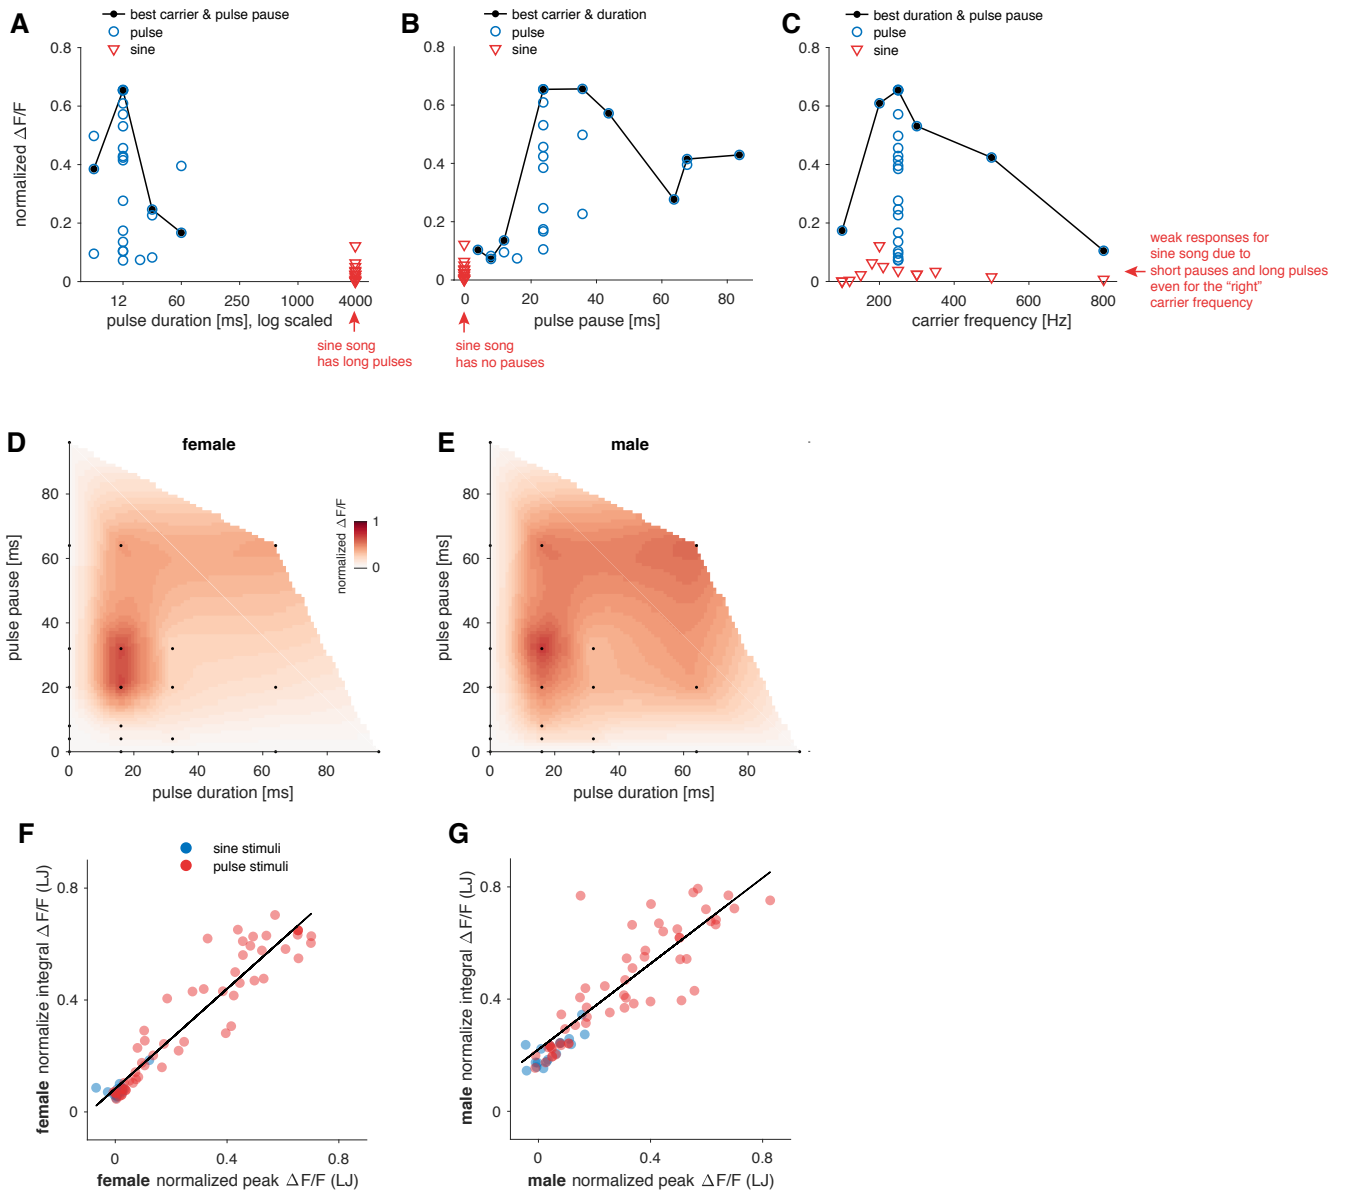 A
best carrier & pulse pause
pulse
sine
0.8
0.6
0.4
0.2
0
normalized ΔF/F
12
60
250
1000
4000
pulse duration [ms], log scaled
sine song
has long pulses
B
best carrier & duration
pulse
sine
0.8
0.6
0.4
0.2
0
0
20
40
60
80
pulse pause [ms]
sine song
has no pauses
C
best duration & pulse pause
pulse
sine
0.8
0.6
0.4
0.2
0
200
400
600
800
carrier frequency [Hz]
weak responses for
sine song due to
short pauses and long pulses
even for the “right”
carrier frequency
D
female
80
60
40
20
0
pulse pause [ms]
0
20
40
60
80
pulse duration [ms]
normalized ΔF/F
1
0
E
male
80
60
40
20
0
pulse pause [ms]
0
20
40
60
80
pulse duration [ms]
F
sine stimuli
pulse stimuli
0.8
0.4
0
female normalize integral ΔF/F (LJ)
0
0.4
0.8
female normalized peak ΔF/F (LJ)
G
0.8
0.4
0
male normalize integral ΔF/F (LJ)
0
0.4
0.8
male normalized peak ΔF/F (LJ)